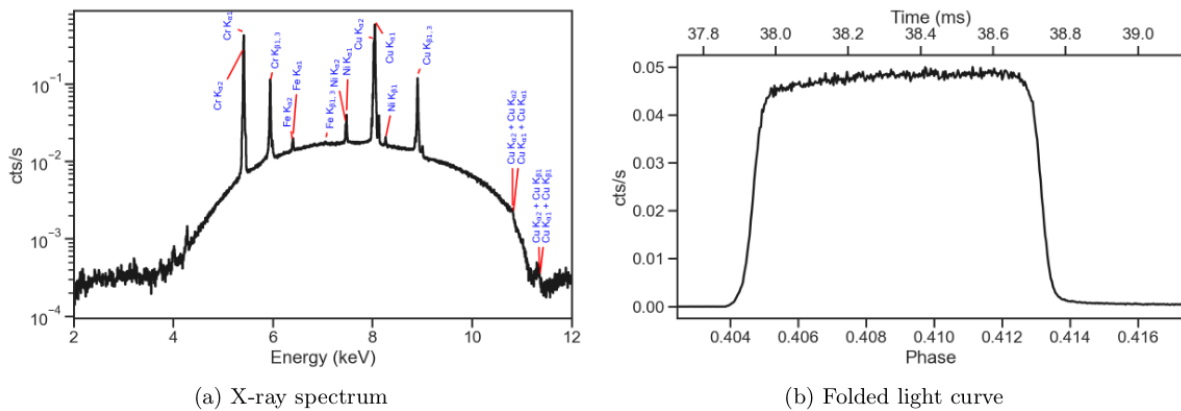 Cr Kα1
Cr Kα2
Cr Kβ1,3
Fe Kα2
Fe Kα1
Fe Kβ1,3
Ni Kα2
Ni Kα1
Cu Kα2
Cu Kα1
Ni Kβ1
Cu Kβ1,3
Cu Kα2 + Cu Kα2
Cu Kα1 + Cu Kα1
Cu Kα2 + Cu Kβ1
Cu Kα1 + Cu Kβ1
10⁻¹
10⁻²
10⁻³
10⁻⁴
cts/s
2 4 6 8 10 12
Energy (keV)
(a) X-ray spectrum
Time (ms)
37.8 38.0 38.2 38.4 38.6 38.8 39.0
0.05
0.04
0.03
0.02
0.01
0.00
cts/s
0.404 0.406 0.408 0.410 0.412 0.414 0.416
Phase
(b) Folded light curve